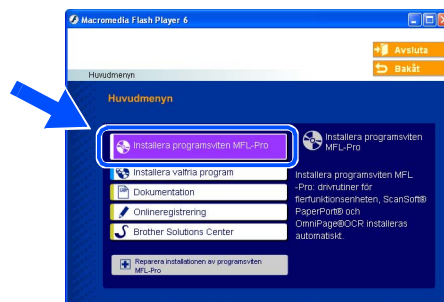 Macromedia Flash Player 6
Avsluta
Bakåt
Huvudmenyn
Huvudmenyn
Installera programsviten MFL-Pro
Installera valfria program
Dokumentation
Onlineregistrering
Brother Solutions Center
Reparera installationen av programsviten
MFL-Pro
Installera programsviten
MFL-Pro
Installera programsviten MFL
-Pro: drivrutiner för
flerfunktionsenheten, ScanSoft®
PaperPort® och
OmniPage®OCR installeras
automatiskt.